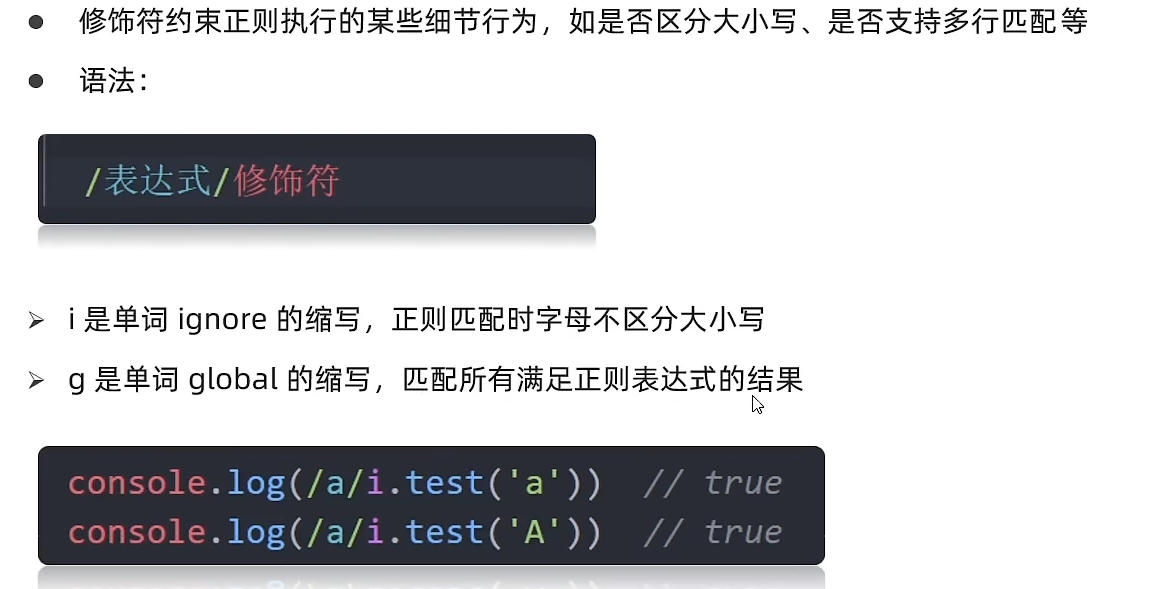 ● 修饰符约束正则执行的某些细节行为，如是否区分大小写、是否支持多行匹配等
● 语法：
/表达式/修饰符
➢ i 是单词 ignore 的缩写，正则匹配时字母不区分大小写
➢ g 是单词 global 的缩写，匹配所有满足正则表达式的结果
console.log(/a/i.test('a')) // true
console.log(/a/i.test('A')) // true